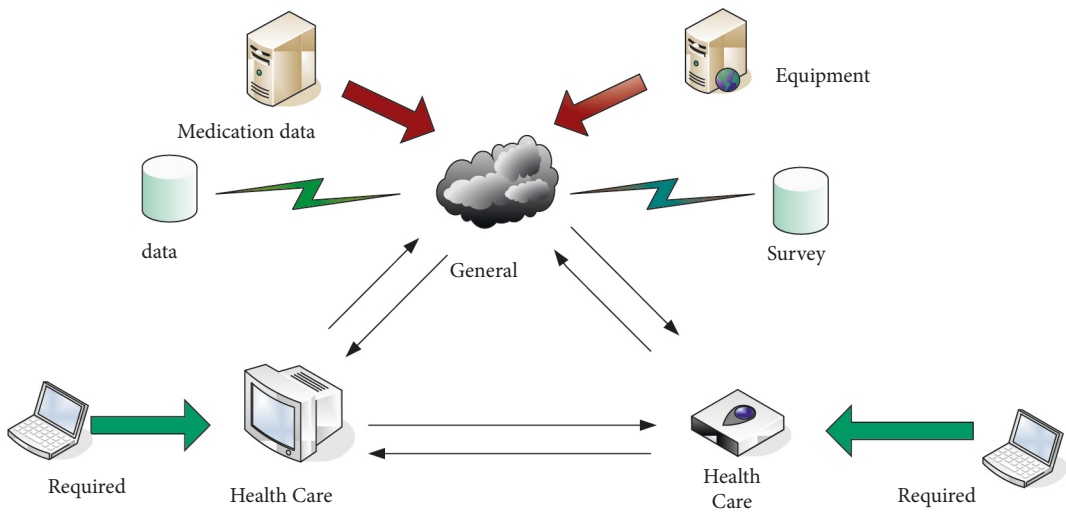 Equipment
Medication data
data
Survey
General
Required
Health Care
Health
Care
Required